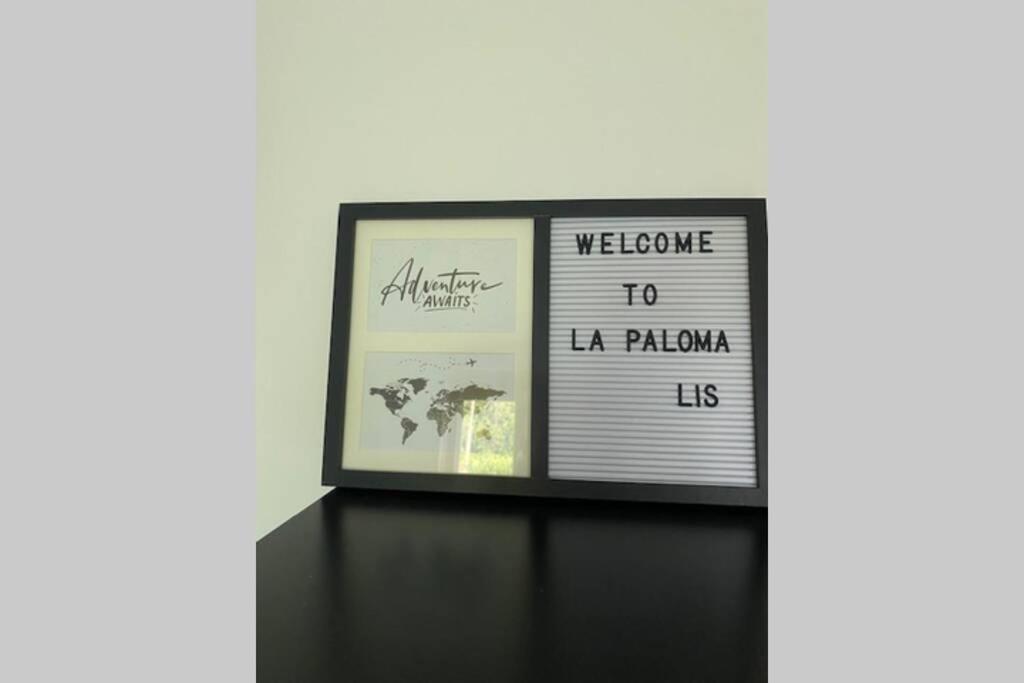 Adventure
AWAITS
WELCOME
TO
LA PALOMA
LIS